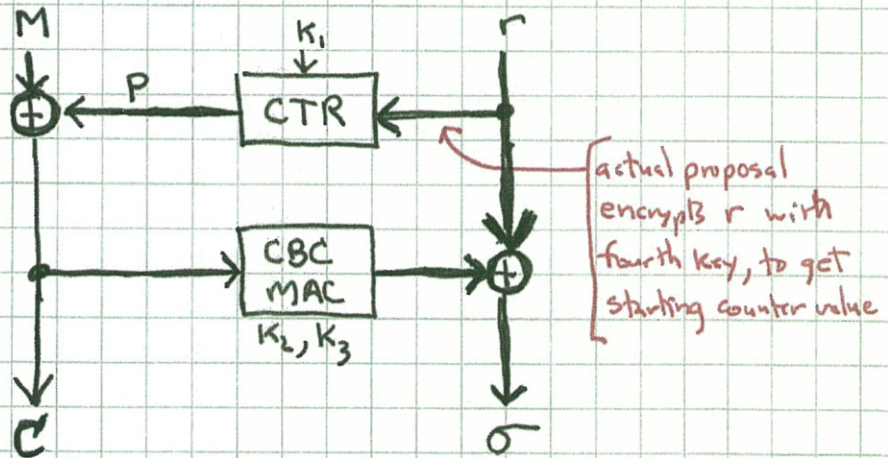 M
K₁
r
P
CTR
actual proposal
encrypts r with
fourth key, to get
starting counter value
CBC
MAC
K₂, K₃
C
σ